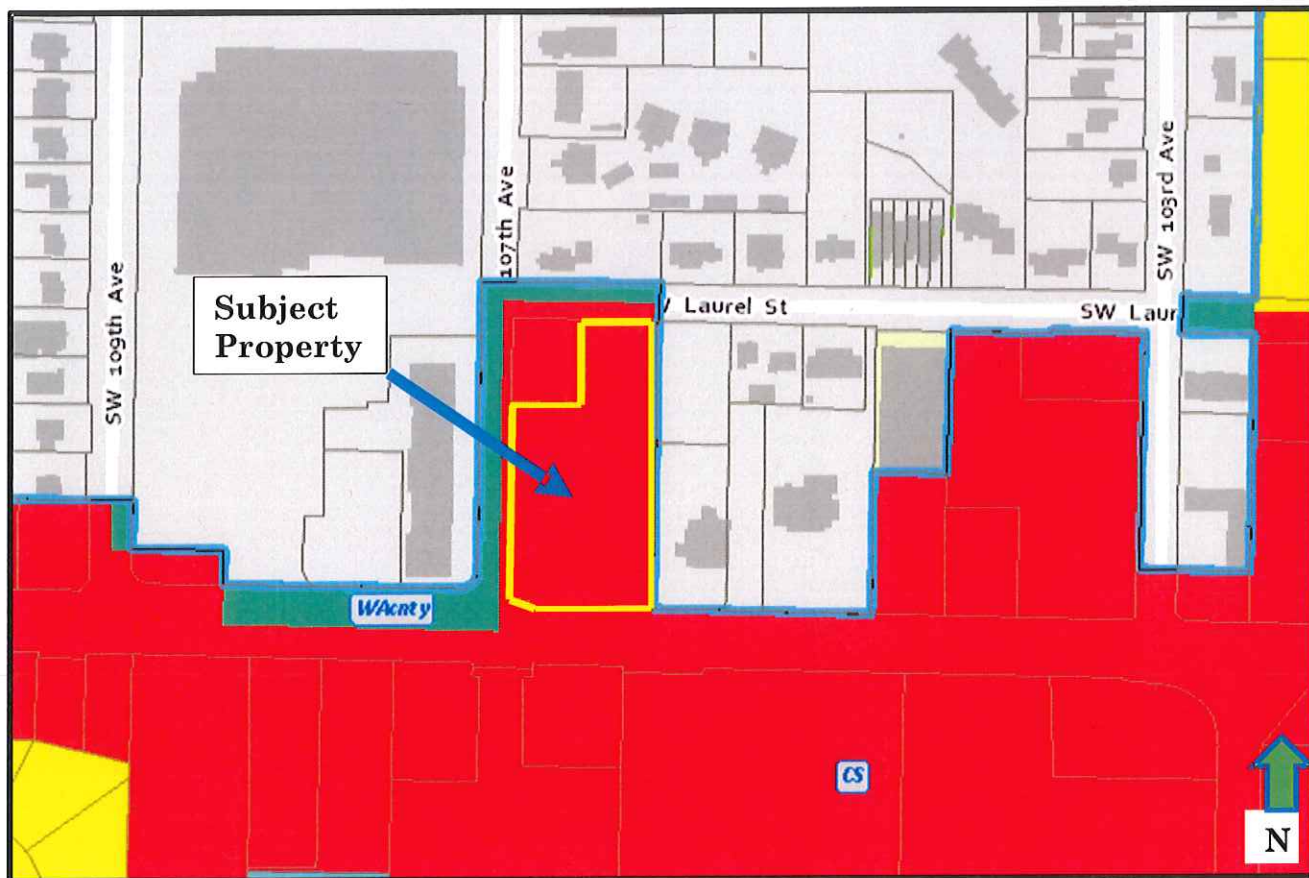 SW 109th Ave
107th Ave
SW 103rd Ave
Laurel St
SW Laur
Subject
Property
WAcnty
CS
N